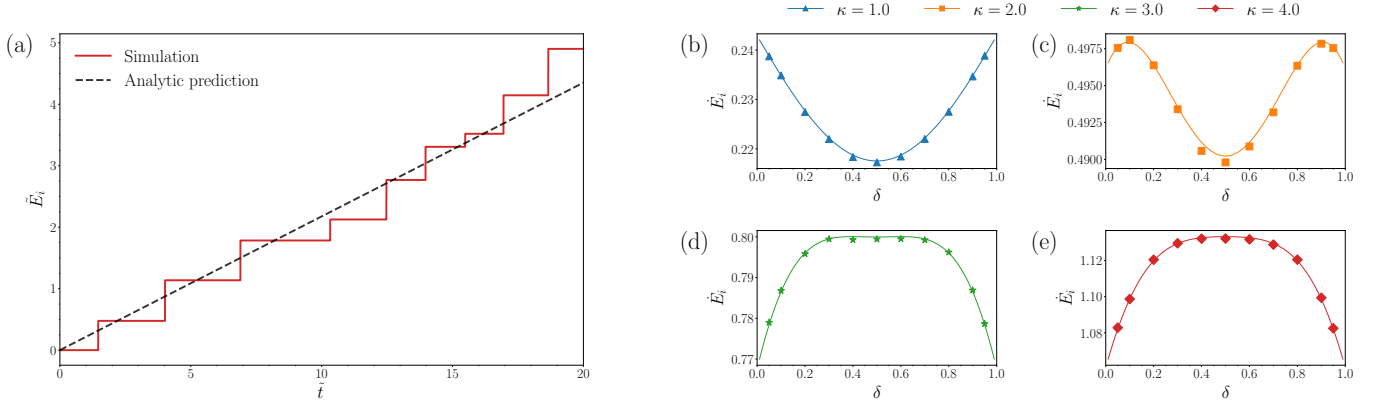 κ = 1.0 κ = 2.0 κ = 3.0 κ = 4.0
(a)
5
4
3
2
1
0
Ẽᵢ
Simulation
Analytic prediction
0 5 10 15 20
t̃
(b)
0.24
0.23
0.22
Ėᵢ
0.0 0.2 0.4 0.6 0.8 1.0
δ
(c)
0.4975
0.4950
0.4925
0.4900
Ėᵢ
0.0 0.2 0.4 0.6 0.8 1.0
δ
(d)
0.80
0.79
0.78
0.77
Ėᵢ
0.0 0.2 0.4 0.6 0.8 1.0
δ
(e)
1.12
1.10
1.08
Ėᵢ
0.0 0.2 0.4 0.6 0.8 1.0
δ